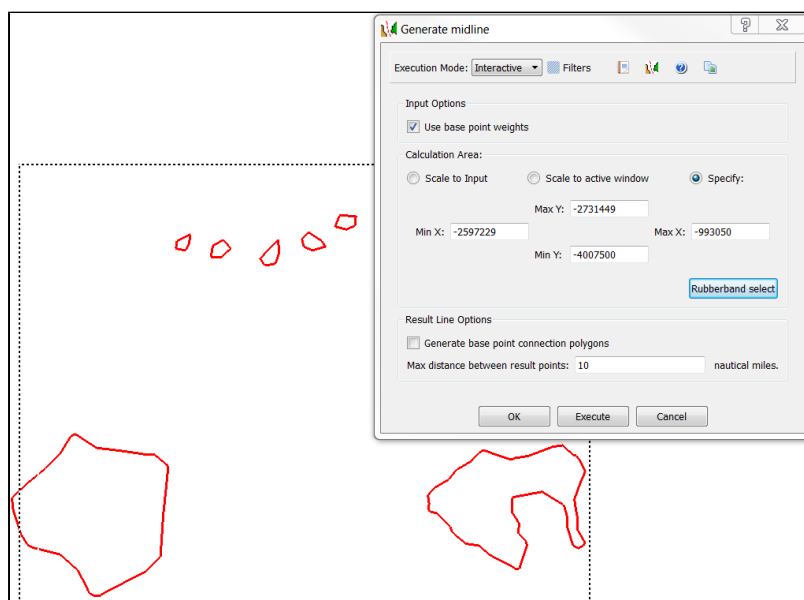 Generate midline
Execution Mode: Interactive Filters
Input Options
Use base point weights
Calculation Area:
Scale to Input Scale to active window Specify:
Max Y: -2731449
Min X: -2597229 Max X: -993050
Min Y: -4007500
Rubberband select
Result Line Options
Generate base point connection polygons
Max distance between result points: 10 nautical miles.
OK Execute Cancel